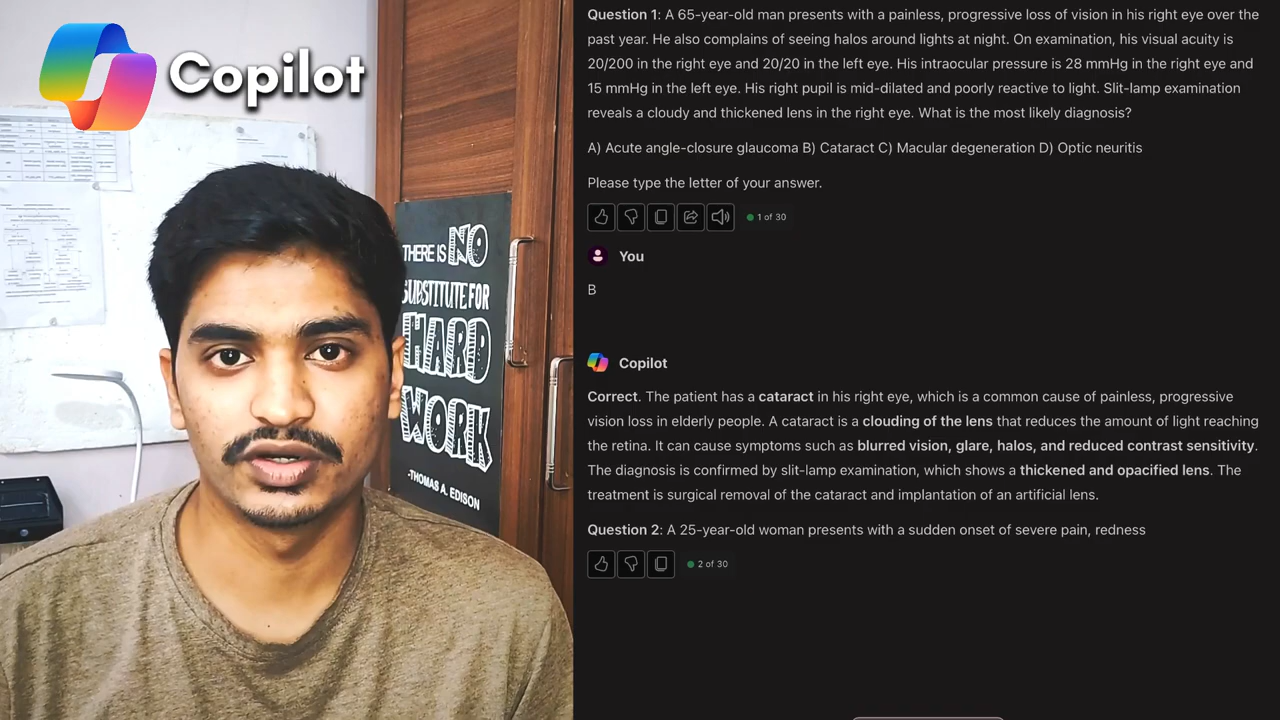 Copilot
THERE IS NO
SUBSTITUTE FOR
HARD
WORK
-THOMAS A. EDISON
Question 1: A 65-year-old man presents with a painless, progressive loss of vision in his right eye over the
past year. He also complains of seeing halos around lights at night. On examination, his visual acuity is
20/200 in the right eye and 20/20 in the left eye. His intraocular pressure is 28 mmHg in the right eye and
15 mmHg in the left eye. His right pupil is mid-dilated and poorly reactive to light. Slit-lamp examination
reveals a cloudy and thickened lens in the right eye. What is the most likely diagnosis?
A) Acute angle-closure glaucoma B) Cataract C) Macular degeneration D) Optic neuritis
Please type the letter of your answer.
1 of 30
You
B
Copilot
Correct. The patient has a cataract in his right eye, which is a common cause of painless, progressive
vision loss in elderly people. A cataract is a clouding of the lens that reduces the amount of light reaching
the retina. It can cause symptoms such as blurred vision, glare, halos, and reduced contrast sensitivity.
The diagnosis is confirmed by slit-lamp examination, which shows a thickened and opacified lens. The
treatment is surgical removal of the cataract and implantation of an artificial lens.
Question 2: A 25-year-old woman presents with a sudden onset of severe pain, redness
2 of 30